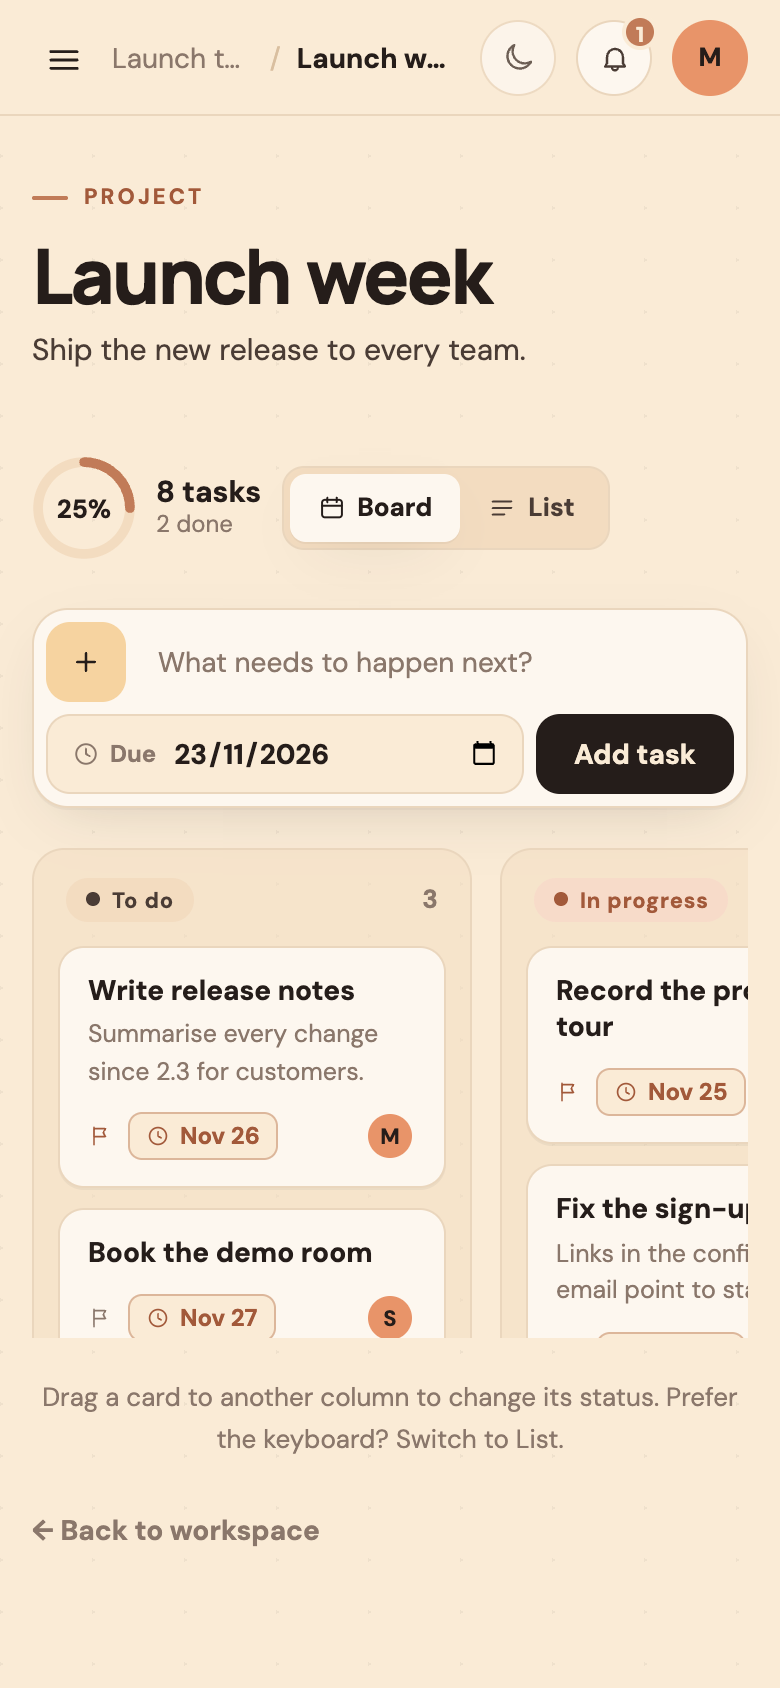 Launch t... / Launch w...
1
M
PROJECT
Launch week
Ship the new release to every team.
25%
8 tasks
2 done
Board
List
What needs to happen next?
Due 23/11/2026
Add task
To do
3
Write release notes
Summarise every change
since 2.3 for customers.
Nov 26
M
Book the demo room
Nov 27
S
In progress
Record the pro
tour
Nov 25
Fix the sign-up
Links in the confi
email point to sta
Drag a card to another column to change its status. Prefer
the keyboard? Switch to List.
← Back to workspace